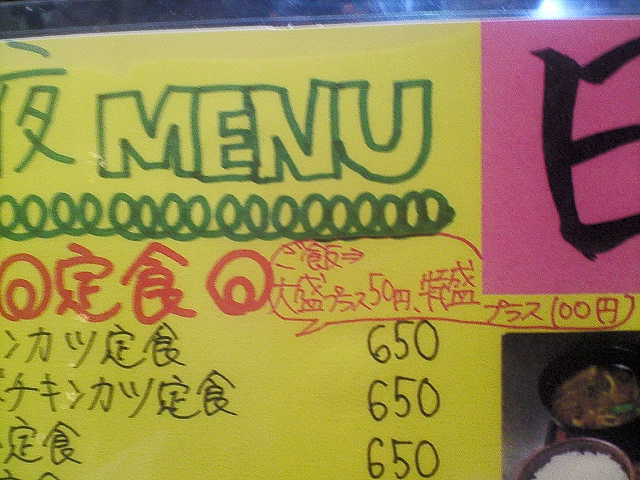 夜 MENU
日
◎定食◎
ご飯⇒
大盛プラス50円、特盛プラス100円
ンカツ定食 650
チキンカツ定食 650
定食 650